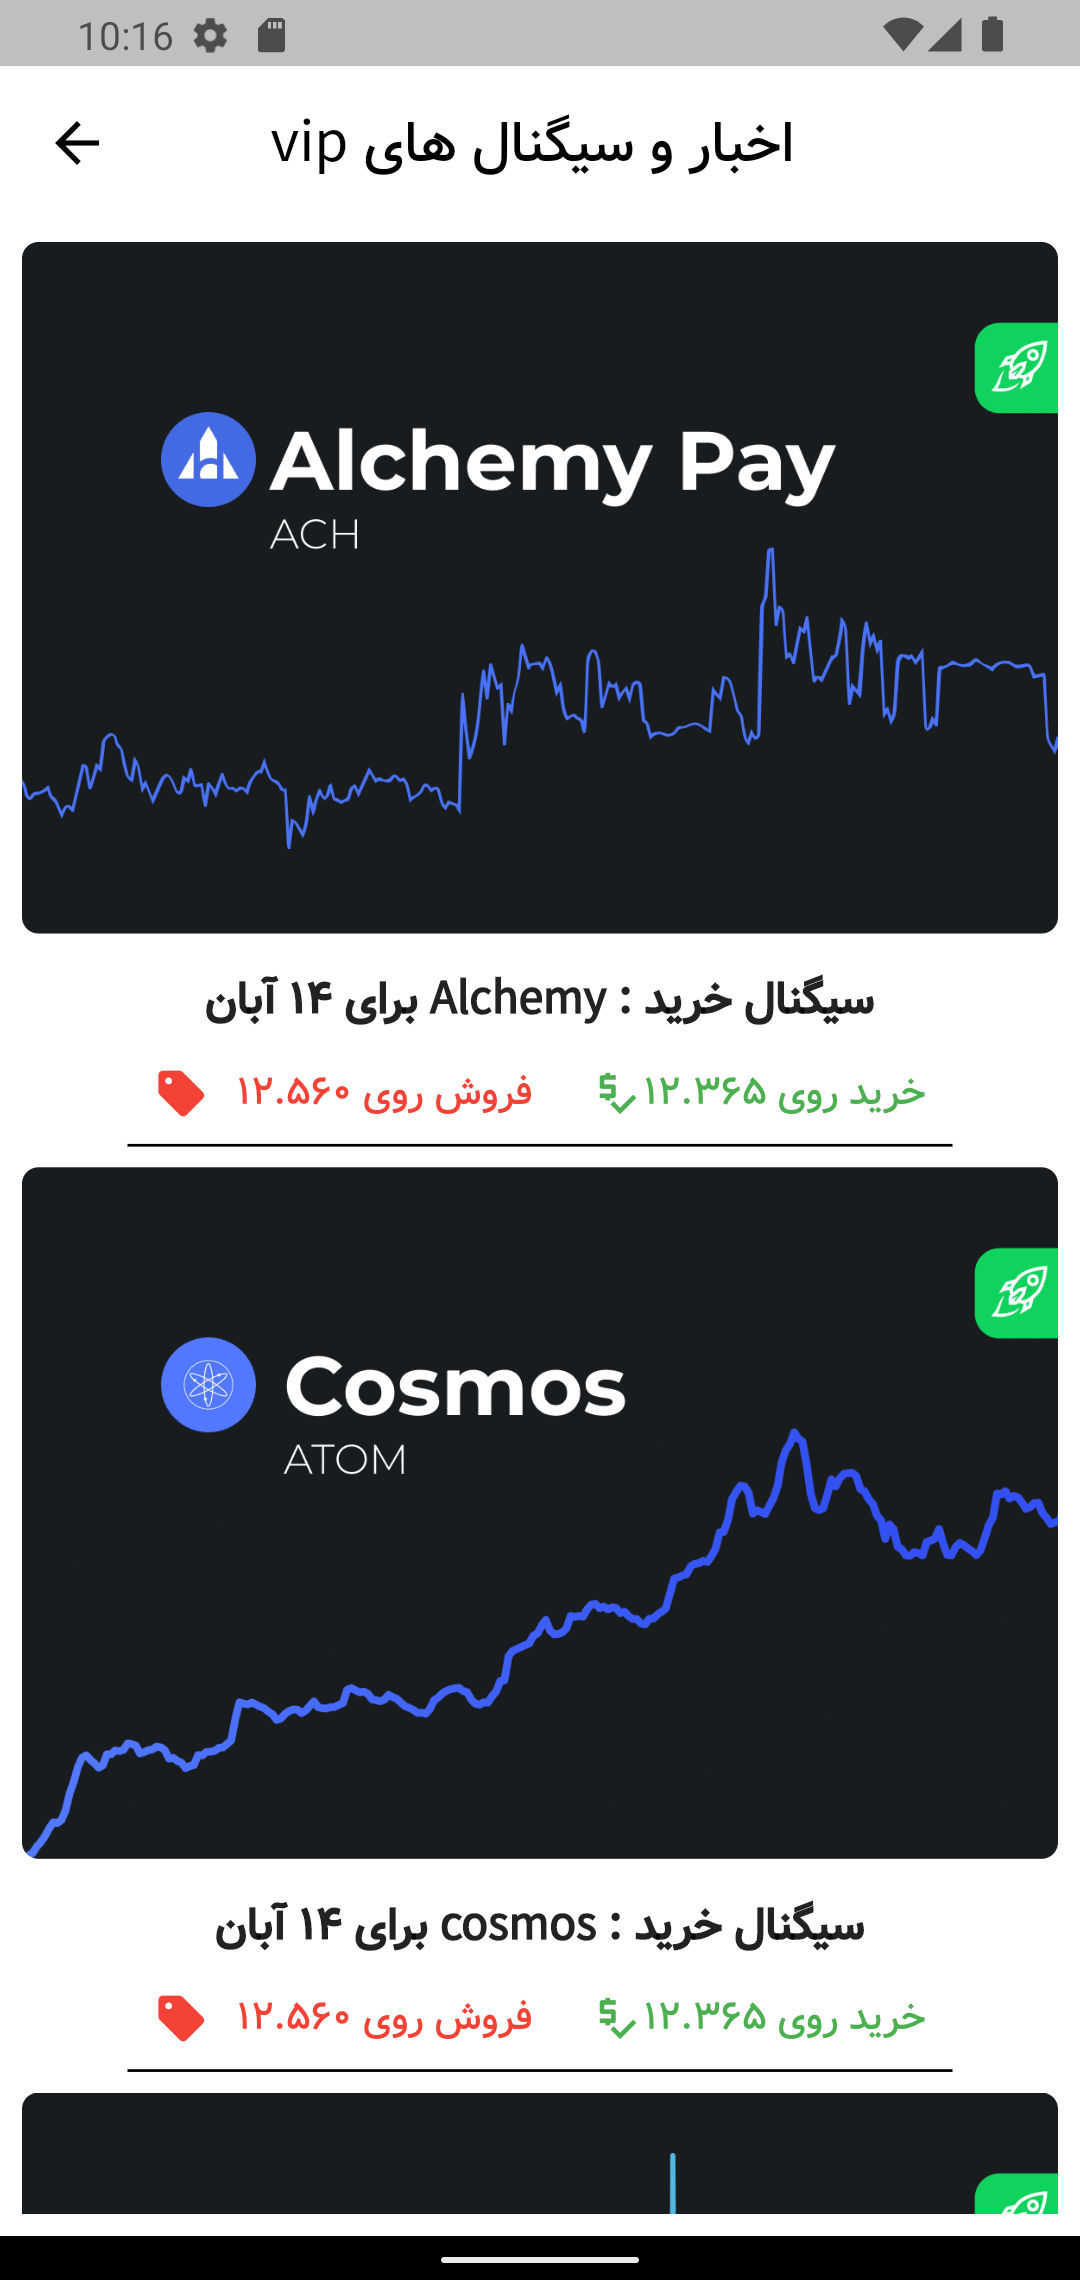 10:16
اخبار و سیگنال های vip
Alchemy Pay
ACH
سیگنال خرید : Alchemy برای ۱۴ آبان
خرید روی ۱۲.۳۶۵ فروش روی ۱۲.۵۶۰
Cosmos
ATOM
سیگنال خرید : cosmos برای ۱۴ آبان
خرید روی ۱۲.۳۶۵ فروش روی ۱۲.۵۶۰